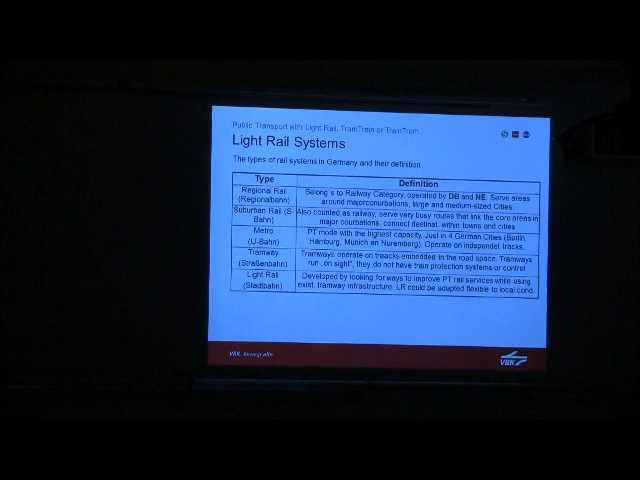 Public Transport with Light Rail, TramTrain or TrainTram
Light Rail Systems
The types of rail systems in Germany and their definition
Type Definition
Regional Rail (Regionalbahn) Belong´s to Railway Category, operated by DB and NE. Serve areas
around majorconurbations, large and medium-sized Cities.
Suburban Rail (S-Bahn) Also counted as railway, serve very busy routes that link the core areas in
major courbations, connect destinat. within towns and cities
Metro PT mode with the highest capacity. Just in 4 German Cities (Berlin,
(U-Bahn) Hamburg, Munich an Nuremberg). Operate on independet tracks.
Tramway Tramways operate on treacks embedded in the road space. Tramways
(Straßenbahn) run „on sight", they do not have train protection systems or control
Light Rail Developed by looking for ways to improve PT rail services while using
(Stadtbahn) exist. tramway infrastructure. LR could be adapted flexible to local cond.
VBK. Bewegt alle.
VBK